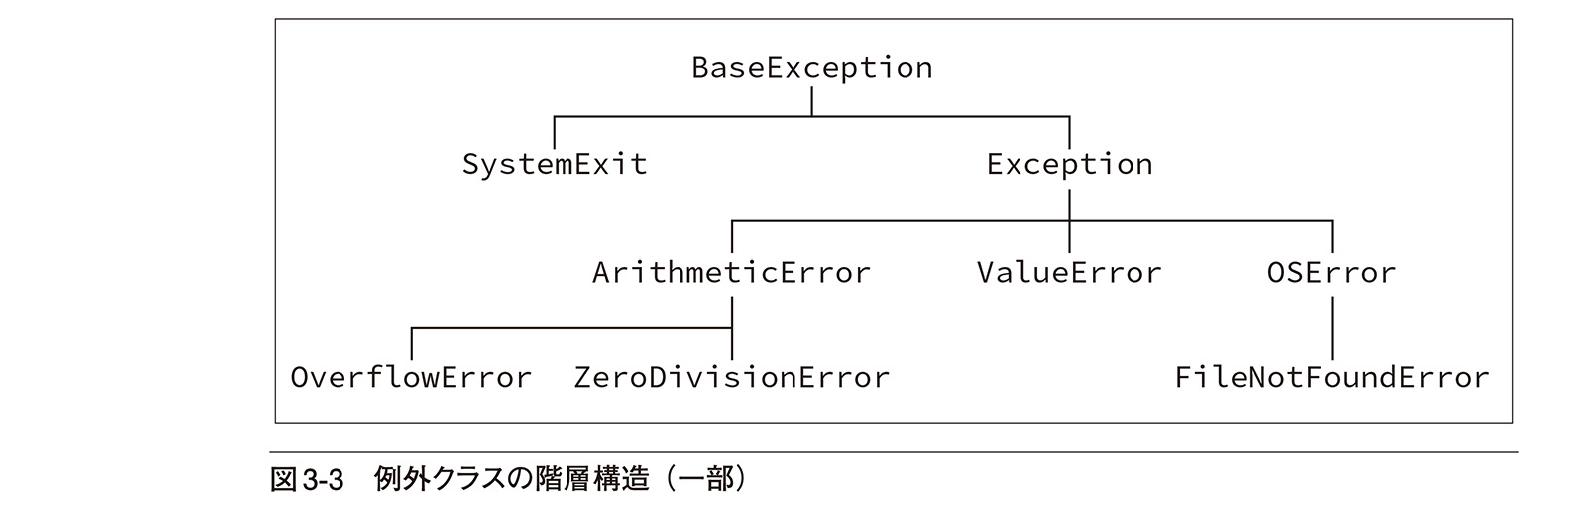 BaseException
SystemExit Exception
ArithmeticError ValueError OSError
OverflowError ZeroDivisionError FileNotFoundError
図3-3 例外クラスの階層構造（一部）